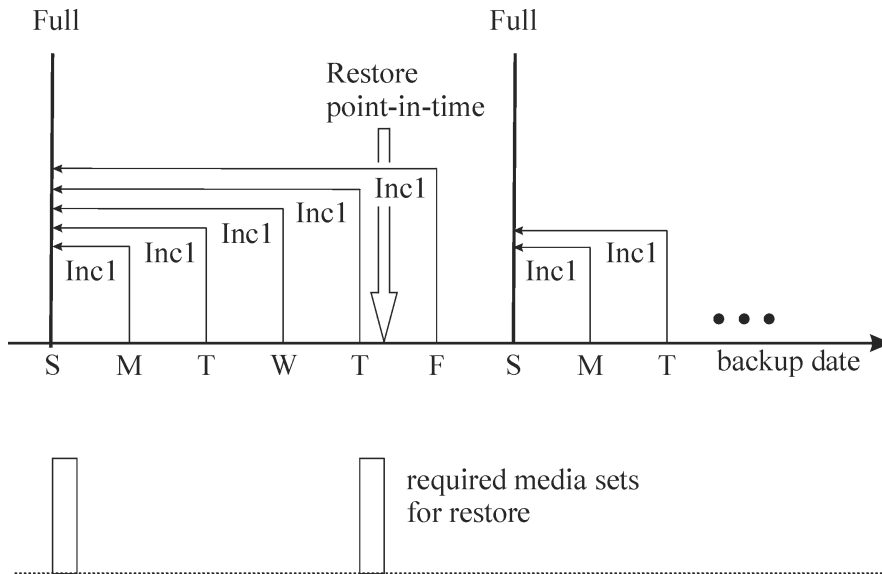 Full
Full
Restore
point-in-time
Inc1
Inc1
Inc1
Inc1
Inc1
Inc1
Inc1
S M T W T F S M T backup date
required media sets
for restore